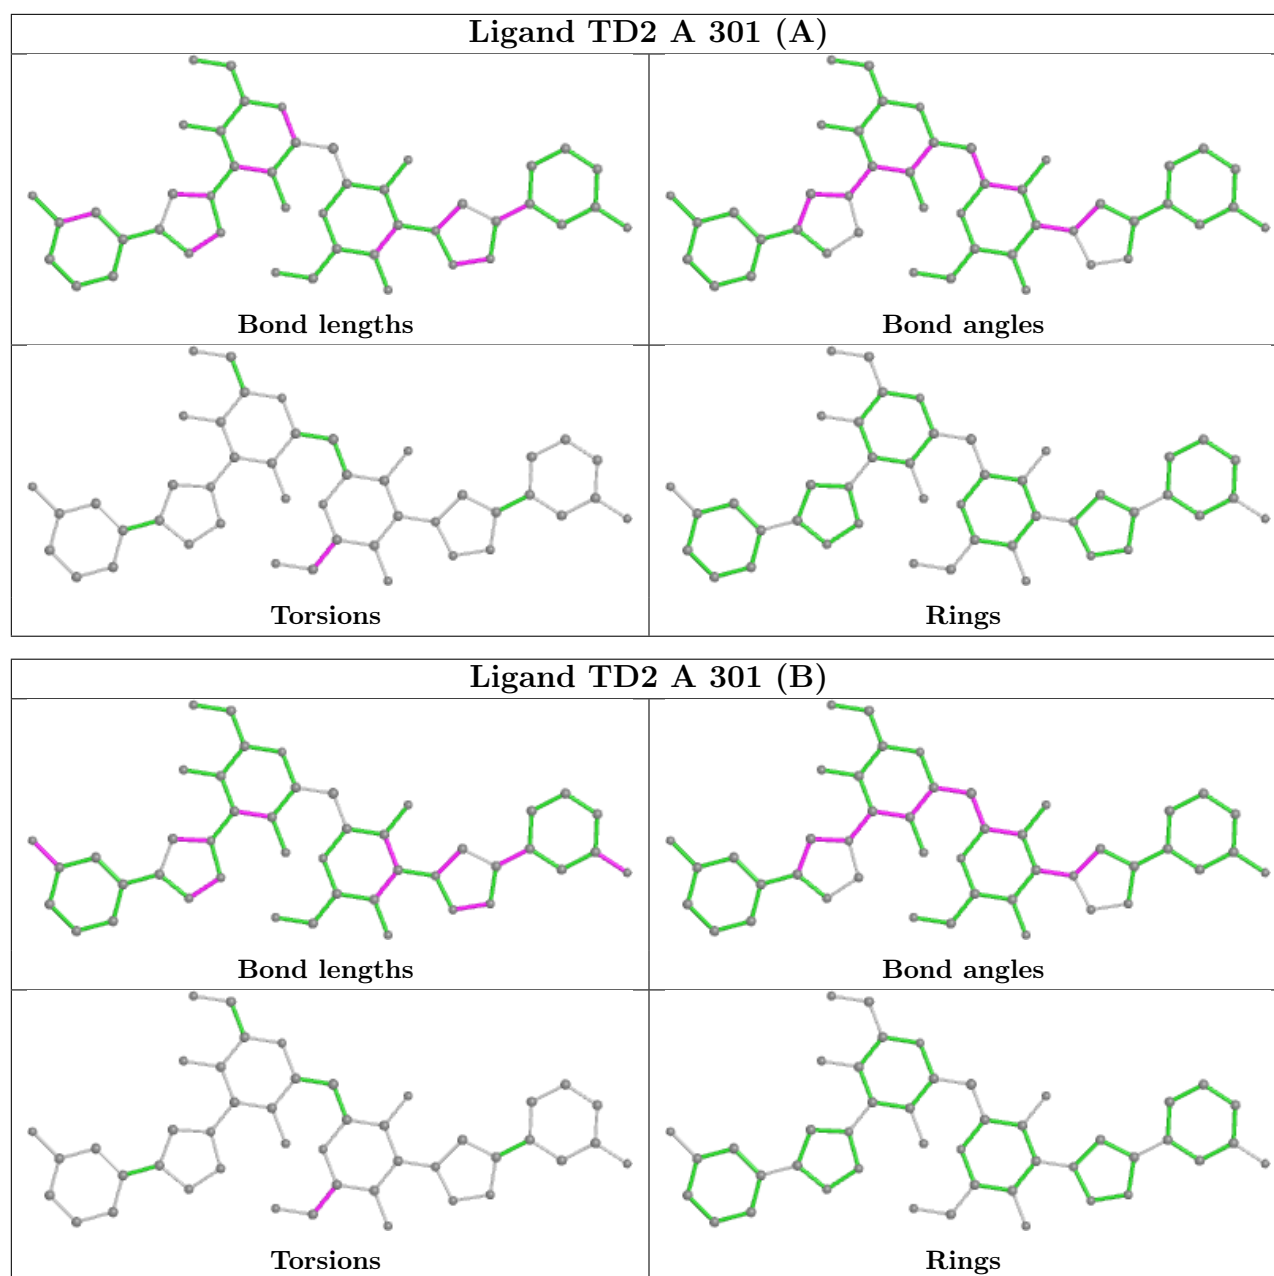 Ligand TD2 A 301 (A)
Bond lengths
Bond angles
Torsions
Rings
Ligand TD2 A 301 (B)
Bond lengths
Bond angles
Torsions
Rings